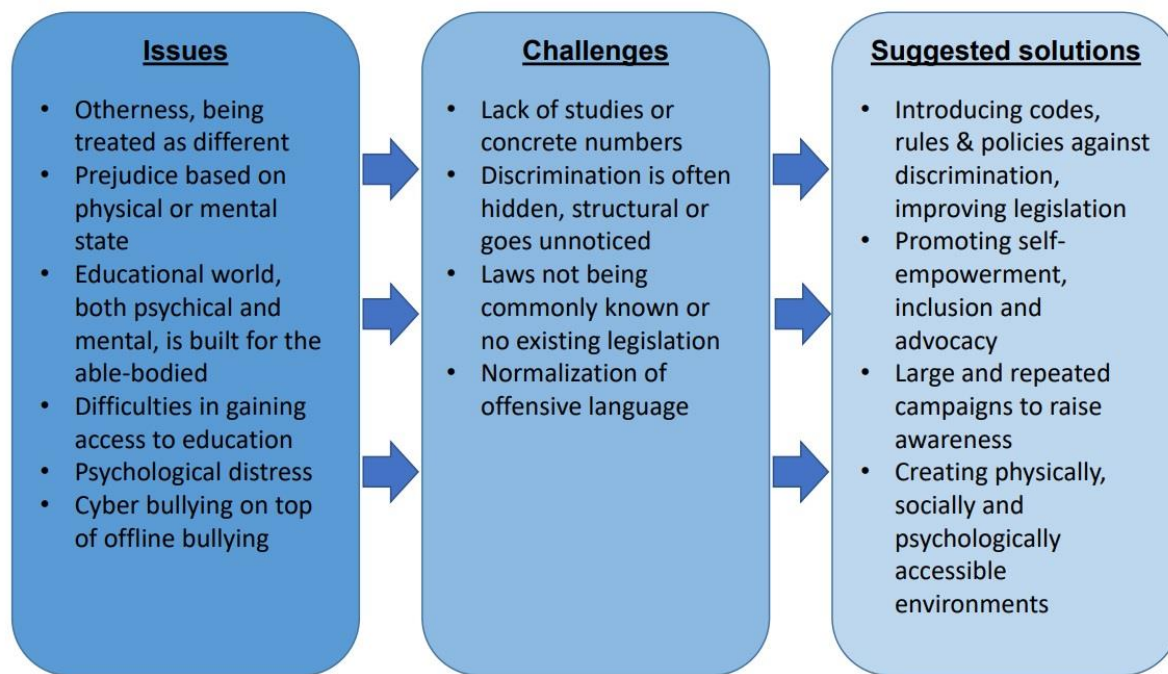 Issues
• Otherness, being
treated as different
• Prejudice based on
physical or mental
state
• Educational world,
both psychical and
mental, is built for the
able-bodied
• Difficulties in gaining
access to education
• Psychological distress
• Cyber bullying on top
of offline bullying
Challenges
• Lack of studies or
concrete numbers
• Discrimination is often
hidden, structural or
goes unnoticed
• Laws not being
commonly known or
no existing legislation
• Normalization of
offensive language
Suggested solutions
• Introducing codes,
rules & policies against
discrimination,
improving legislation
• Promoting self-
empowerment,
inclusion and
advocacy
• Large and repeated
campaigns to raise
awareness
• Creating physically,
socially and
psychologically
accessible
environments